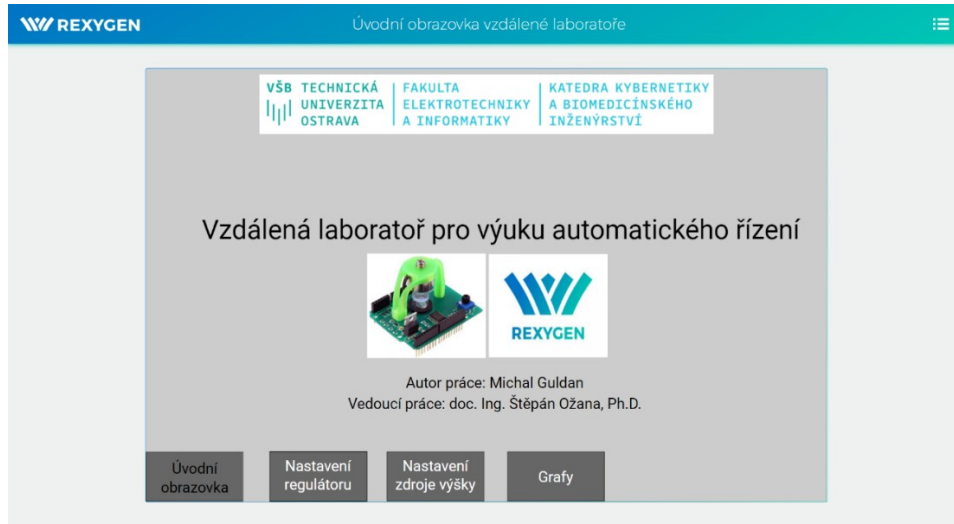 REXYGEN
Úvodní obrazovka vzdálené laboratoře
VŠB TECHNICKÁ
UNIVERZITA
OSTRAVA
FAKULTA
ELEKTROTECHNIKY
A INFORMATIKY
KATEDRA KYBERNETIKY
A BIOMEDICÍNSKÉHO
INŽENÝRSTVÍ
Vzdálená laboratoř pro výuku automatického řízení
REXYGEN
Autor práce: Michal Guldan
Vedoucí práce: doc. Ing. Štěpán Ožana, Ph.D.
Úvodní
obrazovka
Nastavení
regulátoru
Nastavení
zdroje výšky
Grafy